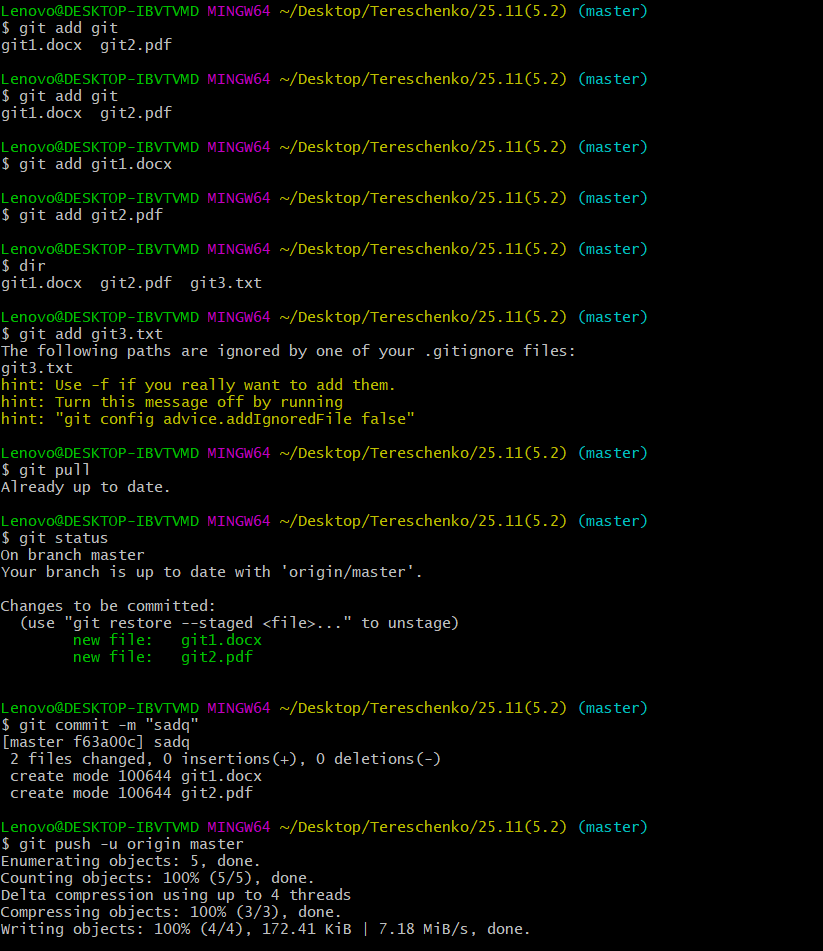 Lenovo@DESKTOP-IBVTVMD MINGW64 ~/Desktop/Tereschenko/25.11(5.2) (master)
$ git add git
git1.docx  git2.pdf
Lenovo@DESKTOP-IBVTVMD MINGW64 ~/Desktop/Tereschenko/25.11(5.2) (master)
$ git add git
git1.docx  git2.pdf
Lenovo@DESKTOP-IBVTVMD MINGW64 ~/Desktop/Tereschenko/25.11(5.2) (master)
$ git add git1.docx
Lenovo@DESKTOP-IBVTVMD MINGW64 ~/Desktop/Tereschenko/25.11(5.2) (master)
$ git add git2.pdf
Lenovo@DESKTOP-IBVTVMD MINGW64 ~/Desktop/Tereschenko/25.11(5.2) (master)
$ dir
git1.docx  git2.pdf  git3.txt
Lenovo@DESKTOP-IBVTVMD MINGW64 ~/Desktop/Tereschenko/25.11(5.2) (master)
$ git add git3.txt
The following paths are ignored by one of your .gitignore files:
git3.txt
hint: Use -f if you really want to add them.
hint: Turn this message off by running
hint: "git config advice.addIgnoredFile false"
Lenovo@DESKTOP-IBVTVMD MINGW64 ~/Desktop/Tereschenko/25.11(5.2) (master)
$ git pull
Already up to date.
Lenovo@DESKTOP-IBVTVMD MINGW64 ~/Desktop/Tereschenko/25.11(5.2) (master)
$ git status
On branch master
Your branch is up to date with 'origin/master'.
Changes to be committed:
  (use "git restore --staged <file>..." to unstage)
        new file:   git1.docx
        new file:   git2.pdf
Lenovo@DESKTOP-IBVTVMD MINGW64 ~/Desktop/Tereschenko/25.11(5.2) (master)
$ git commit -m "sadq"
[master f63a00c] sadq
 2 files changed, 0 insertions(+), 0 deletions(-)
 create mode 100644 git1.docx
 create mode 100644 git2.pdf
Lenovo@DESKTOP-IBVTVMD MINGW64 ~/Desktop/Tereschenko/25.11(5.2) (master)
$ git push -u origin master
Enumerating objects: 5, done.
Counting objects: 100% (5/5), done.
Delta compression using up to 4 threads
Compressing objects: 100% (3/3), done.
Writing objects: 100% (4/4), 172.41 KiB | 7.18 MiB/s, done.